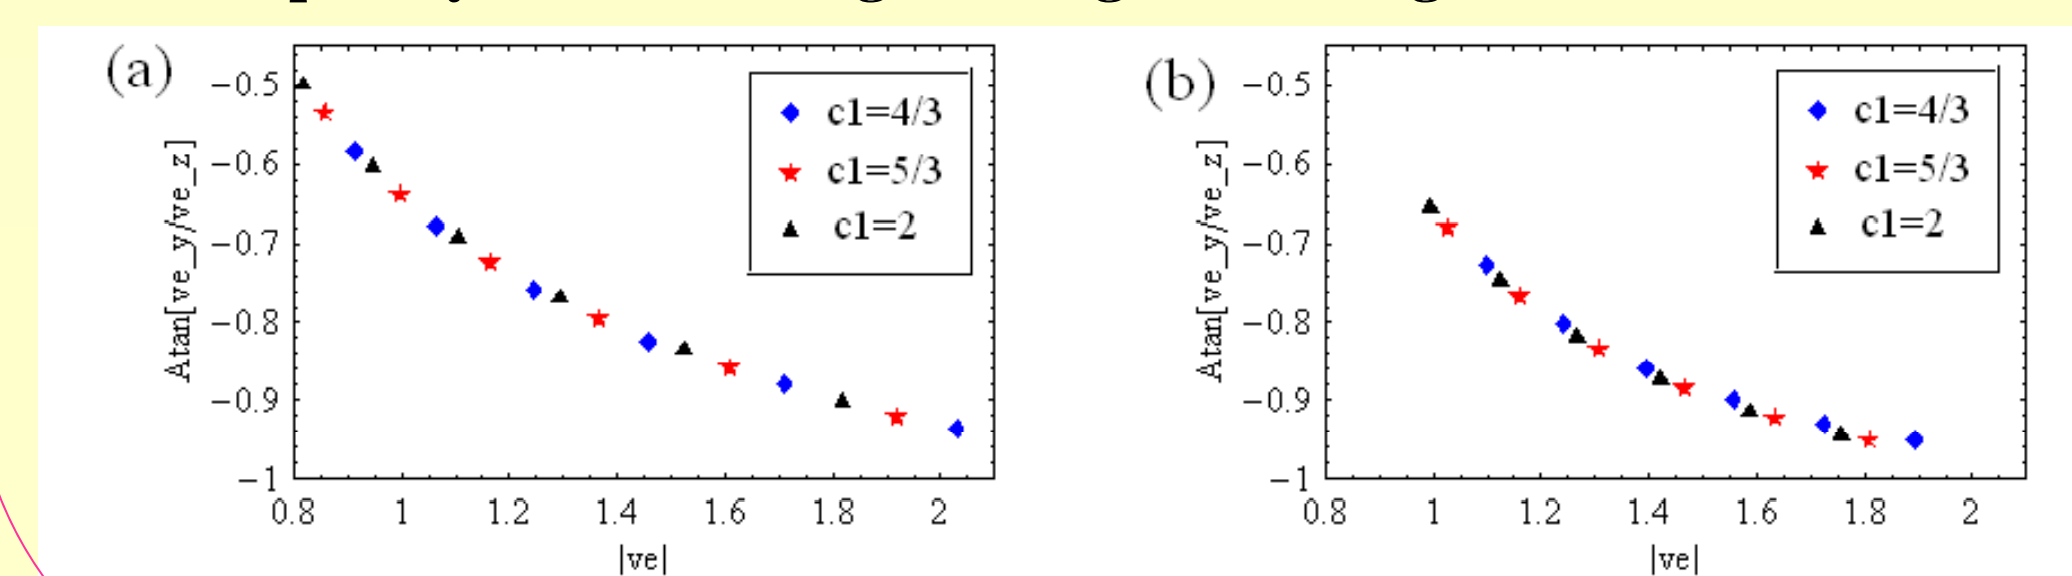 (a)
−0.5
−0.6
−0.7
−0.8
−0.9
−1
Atan[ve_y/ve_z]
c1=4/3
c1=5/3
c1=2
0.8 1 1.2 1.4 1.6 1.8 2
|ve|
(b)
−0.5
−0.6
−0.7
−0.8
−0.9
−1
Atan[ve_y/ve_z]
c1=4/3
c1=5/3
c1=2
0.8 1 1.2 1.4 1.6 1.8 2
|ve|